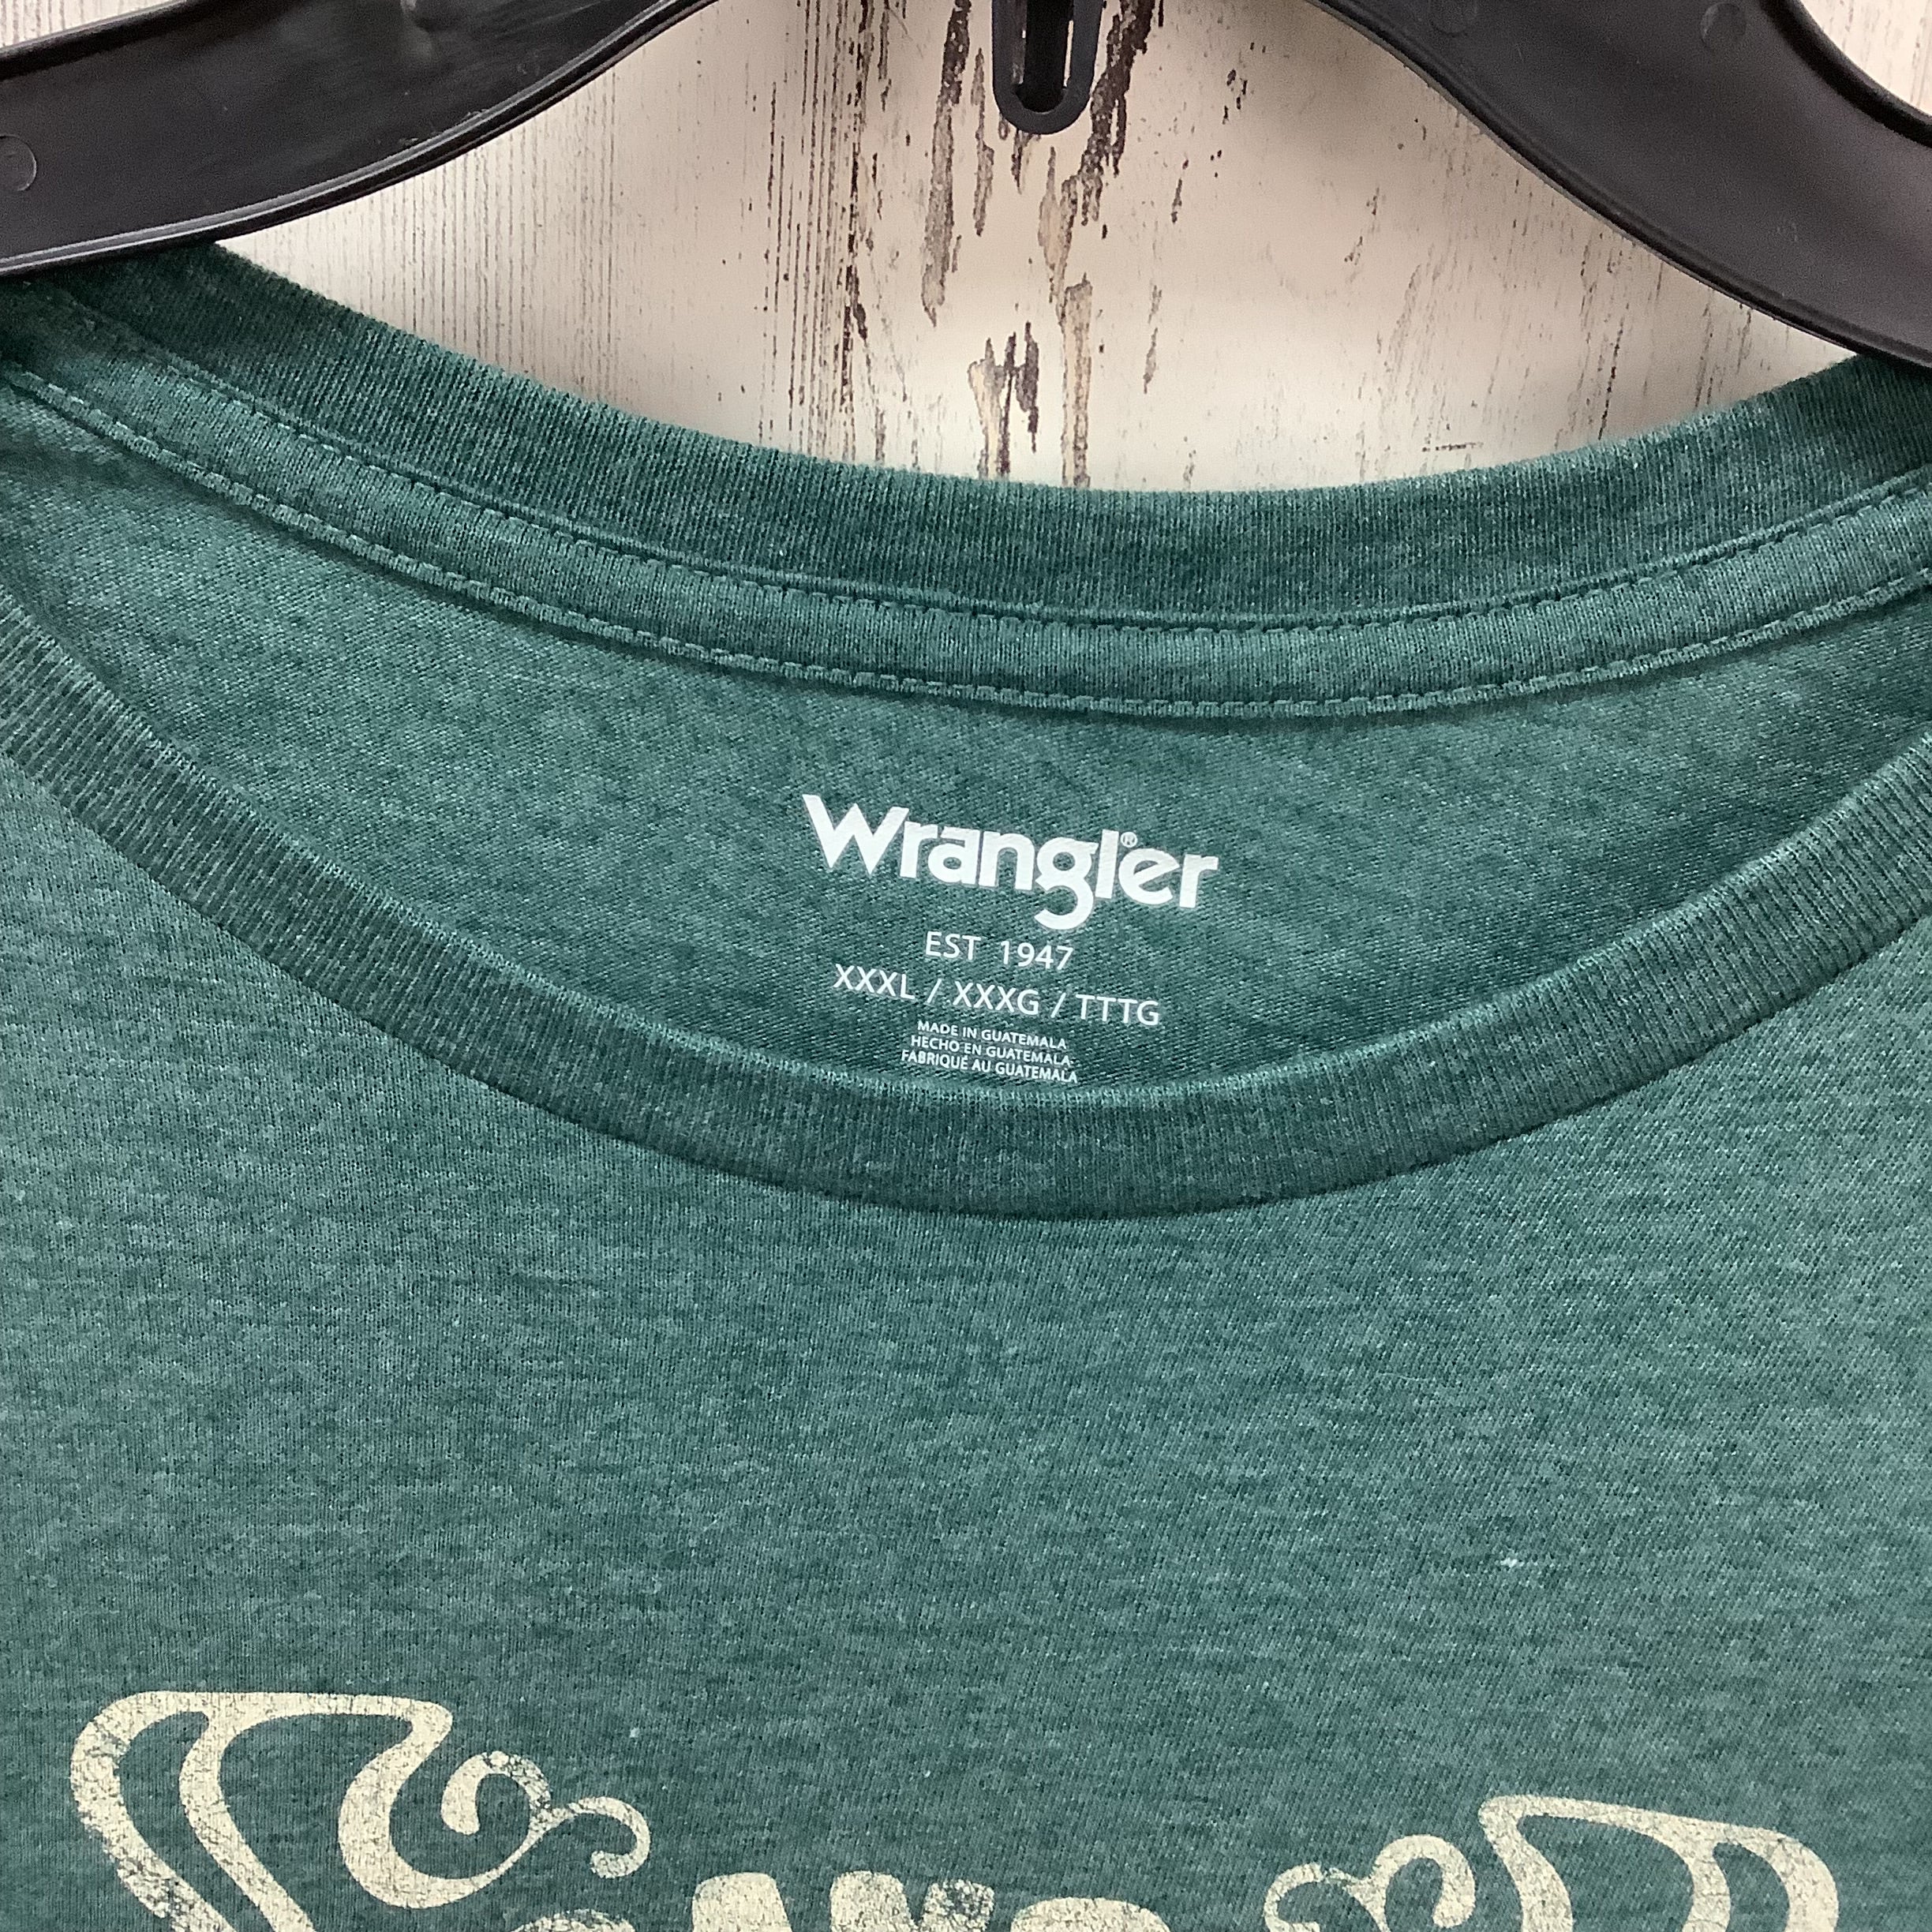 Wrangler®
EST 1947
XXXL / XXXG / TTTG
MADE IN GUATEMALA
HECHO EN GUATEMALA
FABRIQUÉ AU GUATEMALA